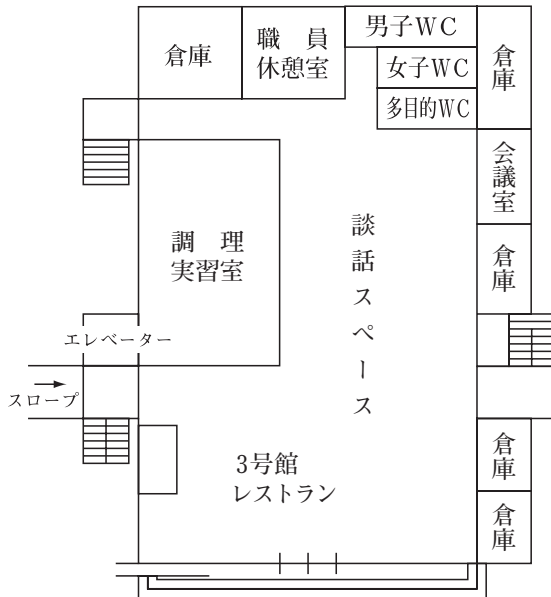 倉庫
職員
休憩室
男子WC
女子WC
多目的WC
倉庫
会議室
倉庫
調理
実習室
談話スペース
エレベーター
スロープ
3号館
レストラン
倉庫
倉庫